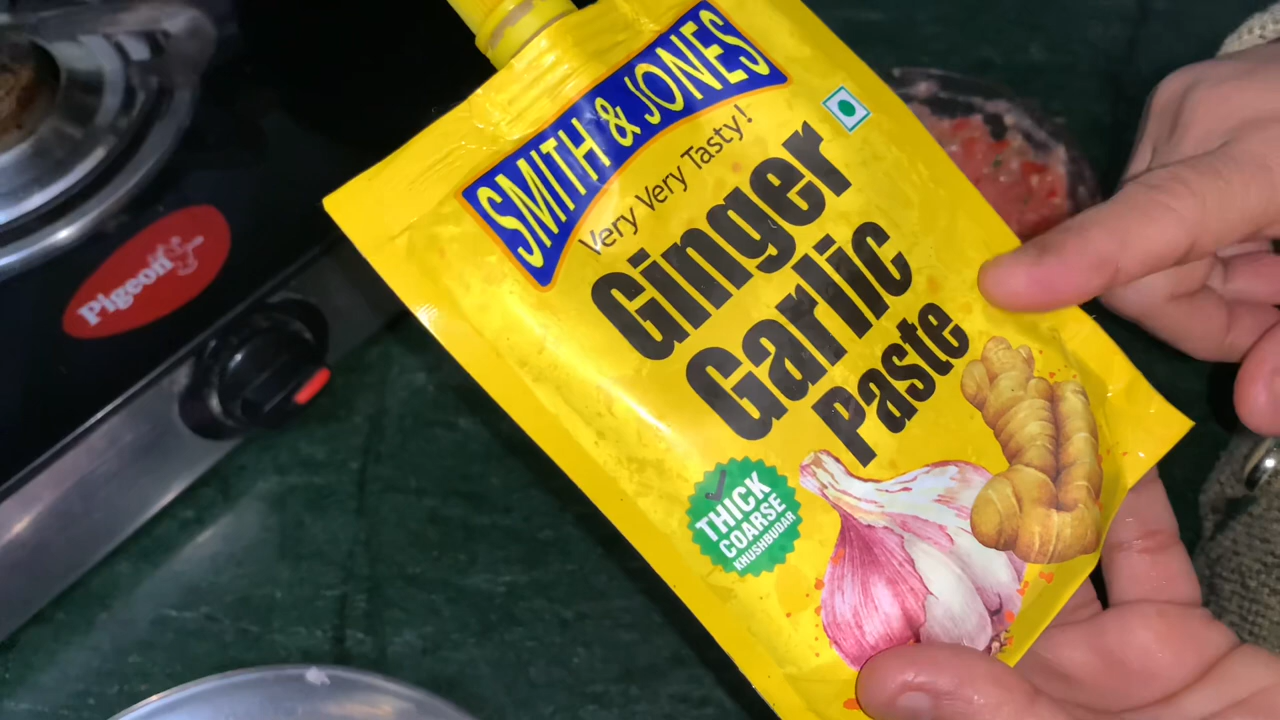 SMITH & JONES
Very Very Tasty!
Ginger
Garlic
Paste
THICK
COARSE
KHUSHBUDAR
Pigeon